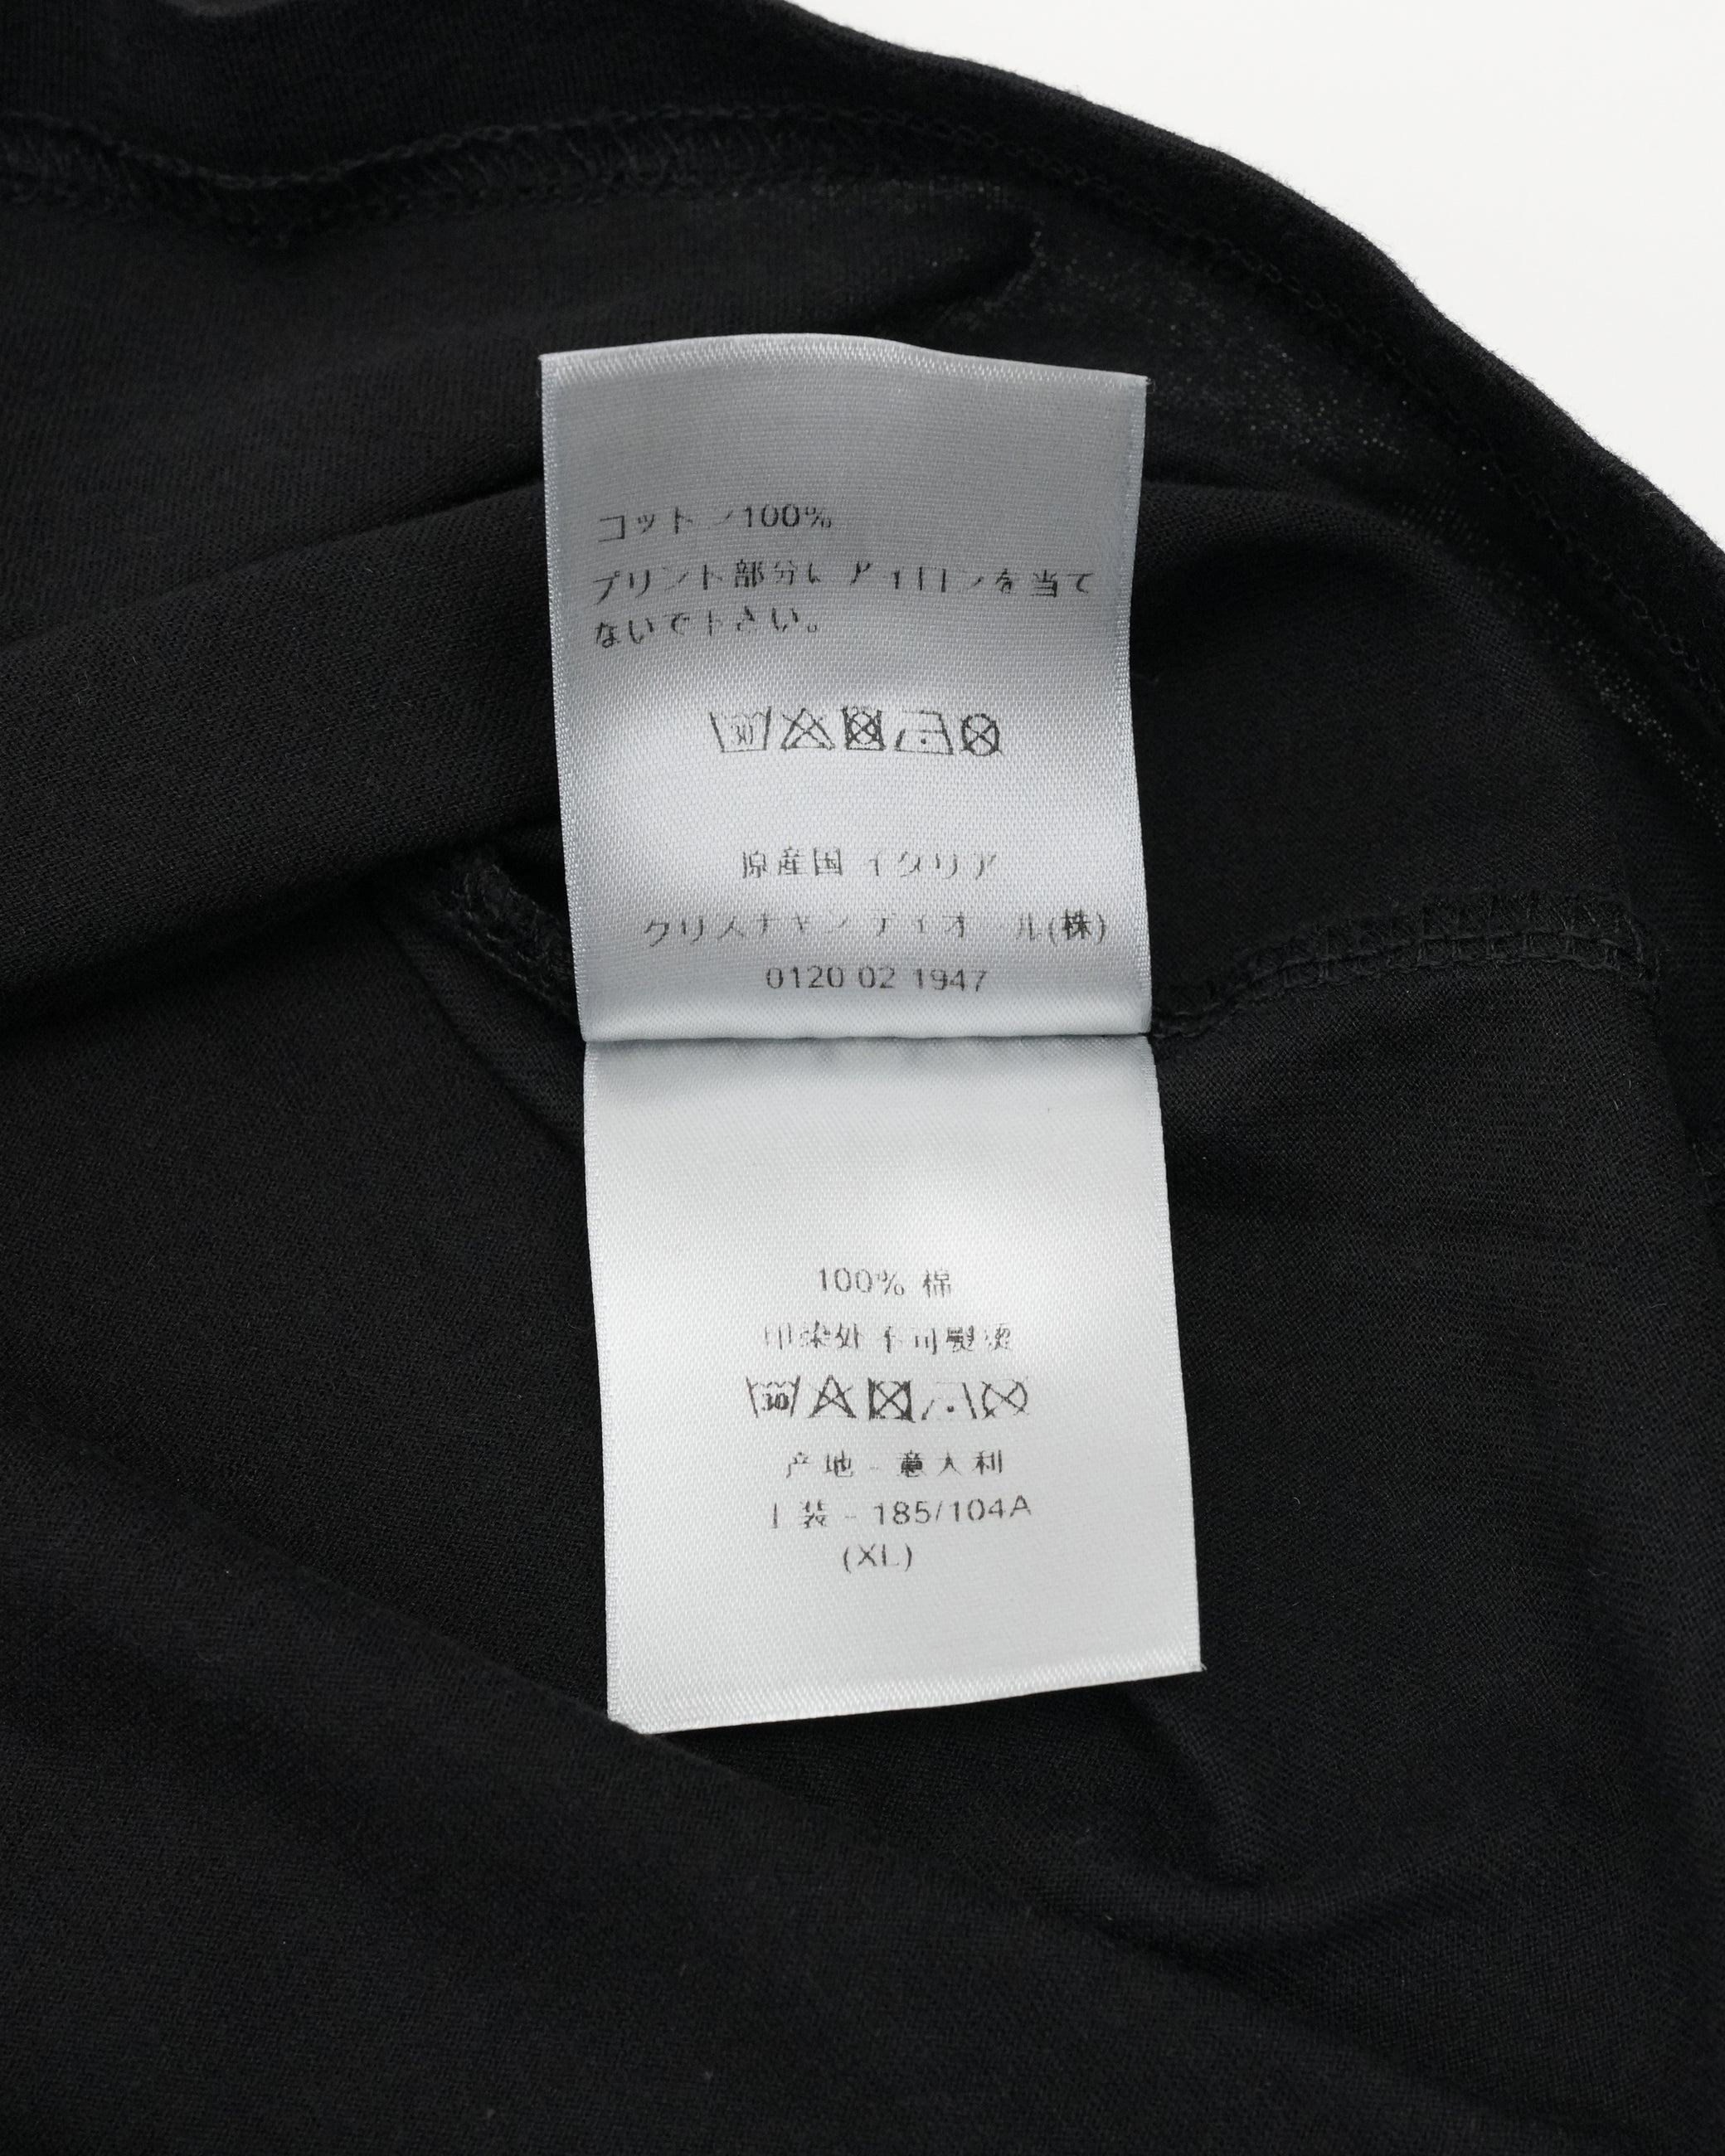 コットン100%
プリント部分に アイロンを当て
ないで下さい。
30
原産国 イタリア
クリスチャン ディオール(株)
0120 02 1947
100% 棉
印染处 不可熨烫
30
产地 - 意大利
上装 - 185/104A
(XL)